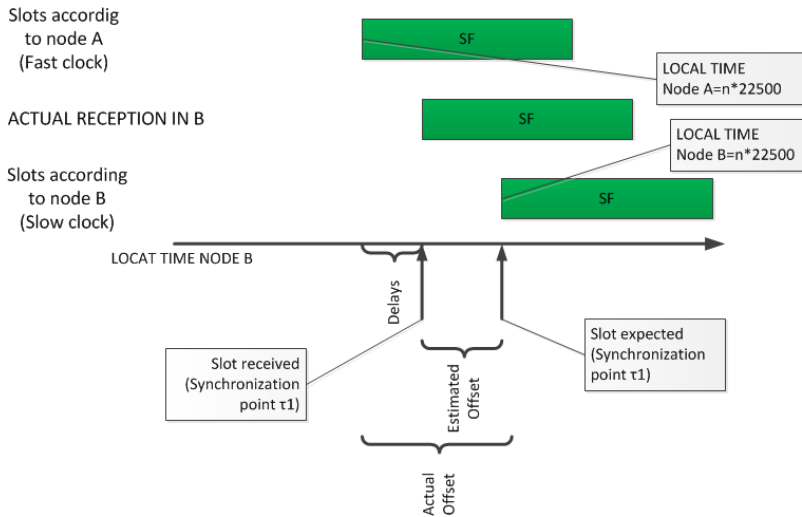 Slots accordig
to node A
(Fast clock)
SF
LOCAL TIME
Node A=n*22500
ACTUAL RECEPTION IN B
SF
LOCAL TIME
Node B=n*22500
Slots according
to node B
(Slow clock)
SF
LOCAT TIME NODE B
Delays
Slot received
(Synchronization
point τ1)
Estimated
Offset
Slot expected
(Synchronization
point τ1)
Actual
Offset